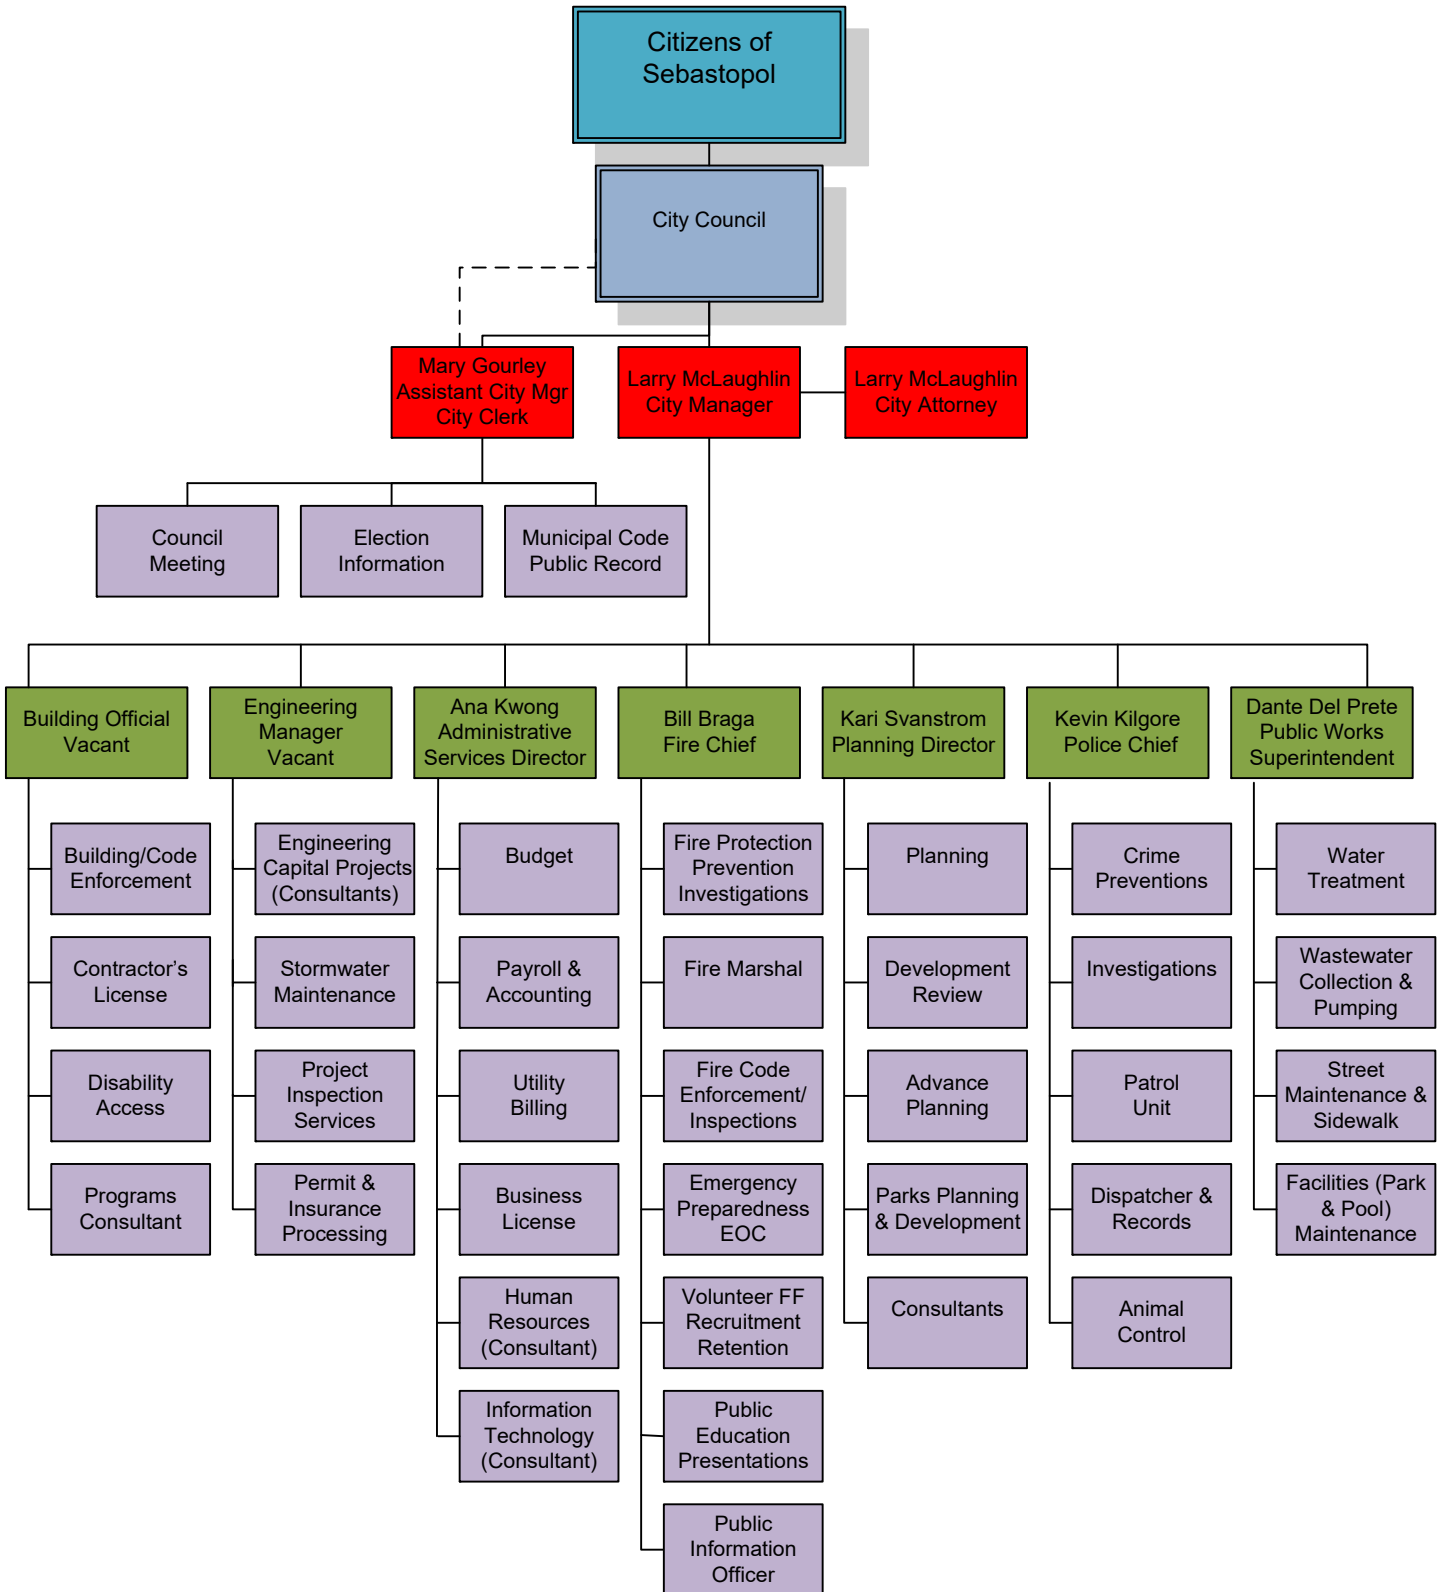 Citizens of
Sebastopol
City Council
Mary Gourley
Assistant City Mgr
City Clerk
Larry McLaughlin
City Manager
Larry McLaughlin
City Attorney
Council
Meeting
Election
Information
Municipal Code
Public Record
Building Official
Vacant
Engineering
Manager
Vacant
Ana Kwong
Administrative
Services Director
Bill Braga
Fire Chief
Kari Svanstrom
Planning Director
Kevin Kilgore
Police Chief
Dante Del Prete
Public Works
Superintendent
Building/Code
Enforcement
Contractor’s
License
Disability
Access
Programs
Consultant
Engineering
Capital Projects
(Consultants)
Stormwater
Maintenance
Project
Inspection
Services
Permit &
Insurance
Processing
Budget
Payroll &
Accounting
Utility
Billing
Business
License
Human
Resources
(Consultant)
Information
Technology
(Consultant)
Fire Protection
Prevention
Investigations
Fire Marshal
Fire Code
Enforcement/
Inspections
Emergency
Preparedness
EOC
Volunteer FF
Recruitment
Retention
Public
Education
Presentations
Public
Information
Officer
Planning
Development
Review
Advance
Planning
Parks Planning
& Development
Consultants
Crime
Preventions
Investigations
Patrol
Unit
Dispatcher &
Records
Animal
Control
Water
Treatment
Wastewater
Collection &
Pumping
Street
Maintenance &
Sidewalk
Facilities (Park
& Pool)
Maintenance